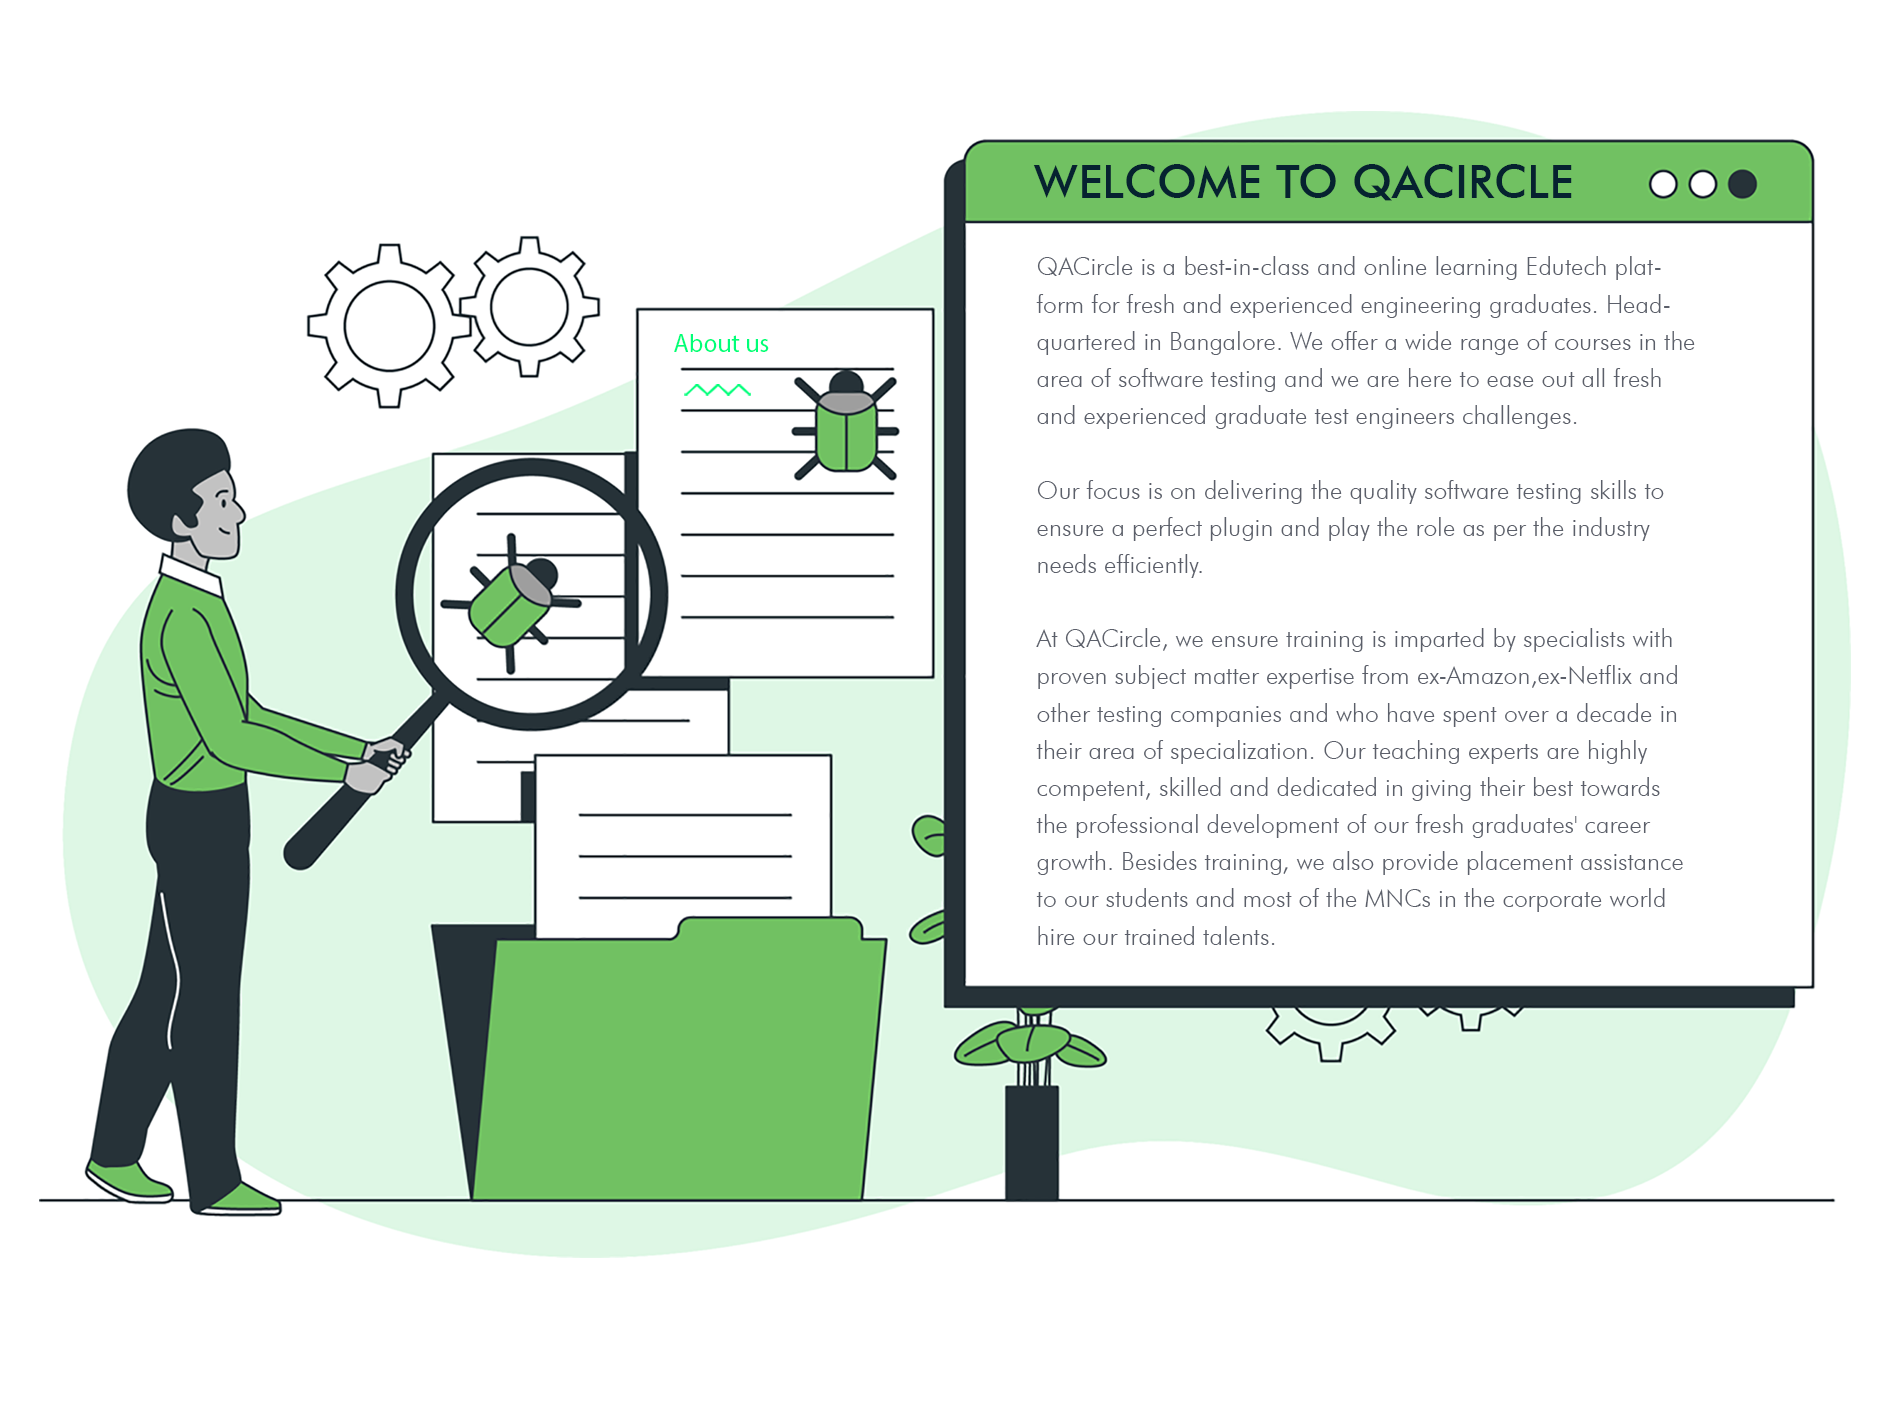 WELCOME TO QACIRCLE
QACircle is a best-in-class and online learning Edutech plat-
form for fresh and experienced engineering graduates. Head-
quartered in Bangalore. We offer a wide range of courses in the
area of software testing and we are here to ease out all fresh
and experienced graduate test engineers challenges.
Our focus is on delivering the quality software testing skills to
ensure a perfect plugin and play the role as per the industry
needs efficiently.
At QACircle, we ensure training is imparted by specialists with
proven subject matter expertise from ex-Amazon,ex-Netflix and
other testing companies and who have spent over a decade in
their area of specialization. Our teaching experts are highly
competent, skilled and dedicated in giving their best towards
the professional development of our fresh graduates' career
growth. Besides training, we also provide placement assistance
to our students and most of the MNCs in the corporate world
hire our trained talents.
About us